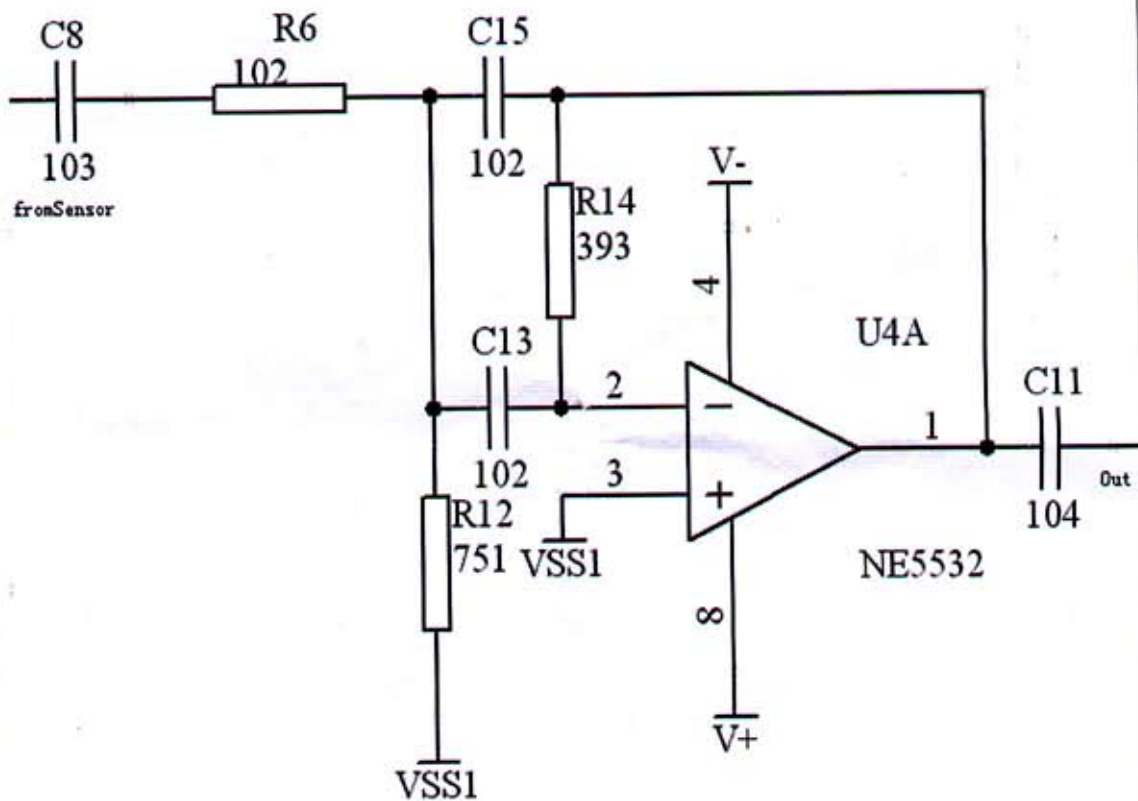 C8
R6
C15
102
103
fromSensor
102
V-
R14
393
4
U4A
C13
2
C11
1
102
3
R12
751
VSS1
Out
104
NE5532
8
V+
VSS1